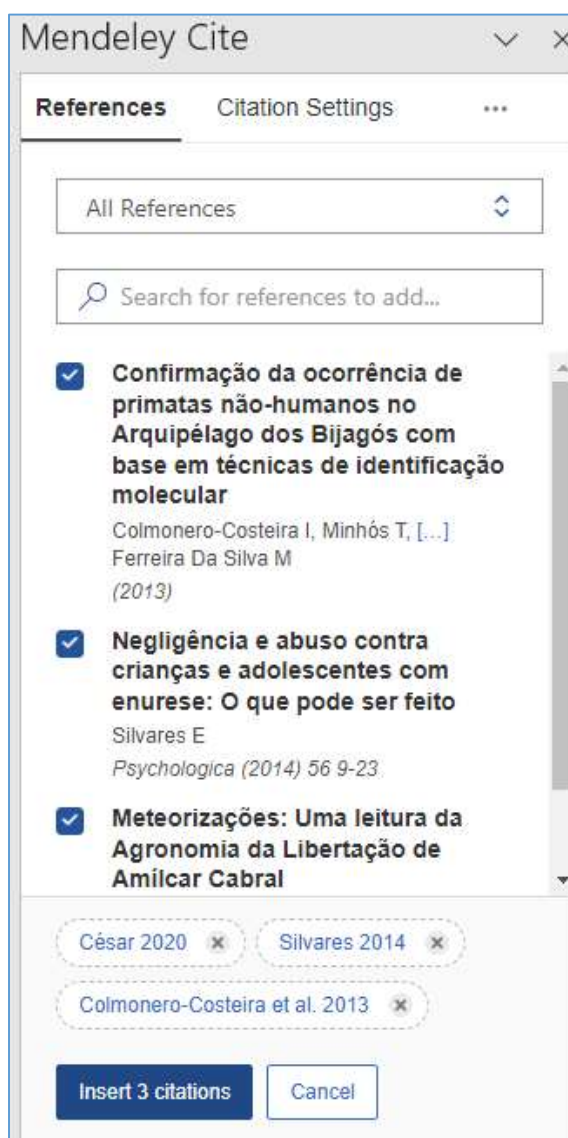 Mendeley Cite
References Citation Settings ...
All References
Search for references to add...
Confirmação da ocorrência de
primatas não-humanos no
Arquipélago dos Bijagós com
base em técnicas de identificação
molecular
Colmonero-Costeira I, Minhós T, [...]
Ferreira Da Silva M
(2013)
Negligência e abuso contra
crianças e adolescentes com
enurese: O que pode ser feito
Silvares E
Psychologica (2014) 56 9-23
Meteorizações: Uma leitura da
Agronomia da Libertação de
Amílcar Cabral
César 2020 Silvares 2014
Colmonero-Costeira et al. 2013
Insert 3 citations Cancel